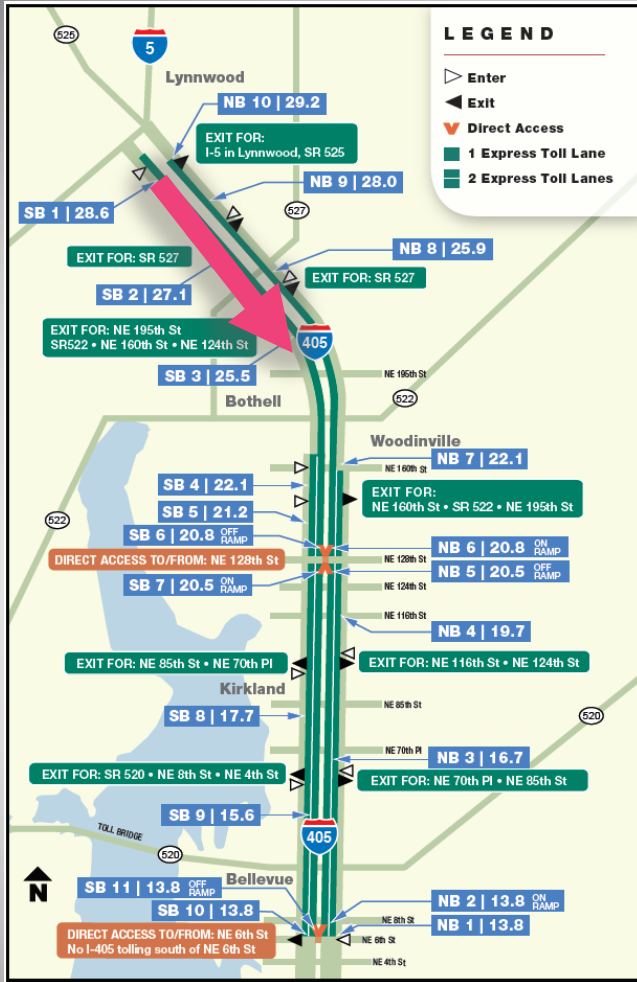 LEGEND
Enter
Exit
Direct Access
1 Express Toll Lane
2 Express Toll Lanes
525
5
Lynnwood
NB 10 | 29.2
EXIT FOR:
I-5 in Lynnwood, SR 525
NB 9 | 28.0
SB 1 | 28.6
527
NB 8 | 25.9
EXIT FOR: SR 527
EXIT FOR: SR 527
SB 2 | 27.1
EXIT FOR: NE 195th St
SR522 • NE 160th St • NE 124th St
405
SB 3 | 25.5
NE 195th St
Bothell
522
Woodinville
NB 7 | 22.1
NE 160th St
SB 4 | 22.1
EXIT FOR:
NE 160th St • SR 522 • NE 195th St
SB 5 | 21.2
522
SB 6 | 20.8 OFF RAMP
NB 6 | 20.8 ON RAMP
DIRECT ACCESS TO/FROM: NE 128th St
NE 128th St
NB 5 | 20.5 OFF RAMP
SB 7 | 20.5 ON RAMP
NE 124th St
NE 116th St
NB 4 | 19.7
EXIT FOR: NE 85th St • NE 70th Pl
EXIT FOR: NE 116th St • NE 124th St
Kirkland
NE 85th St
SB 8 | 17.7
520
NE 70th Pl
NB 3 | 16.7
EXIT FOR: SR 520 • NE 8th St • NE 4th St
EXIT FOR: NE 70th Pl • NE 85th St
SB 9 | 15.6
TOLL BRIDGE
405
520
N
Bellevue
SB 11 | 13.8 OFF RAMP
NB 2 | 13.8 ON RAMP
SB 10 | 13.8
NE 8th St
NB 1 | 13.8
DIRECT ACCESS TO/FROM: NE 6th St
No I-405 tolling south of NE 6th St
NE 6th St
NE 4th St